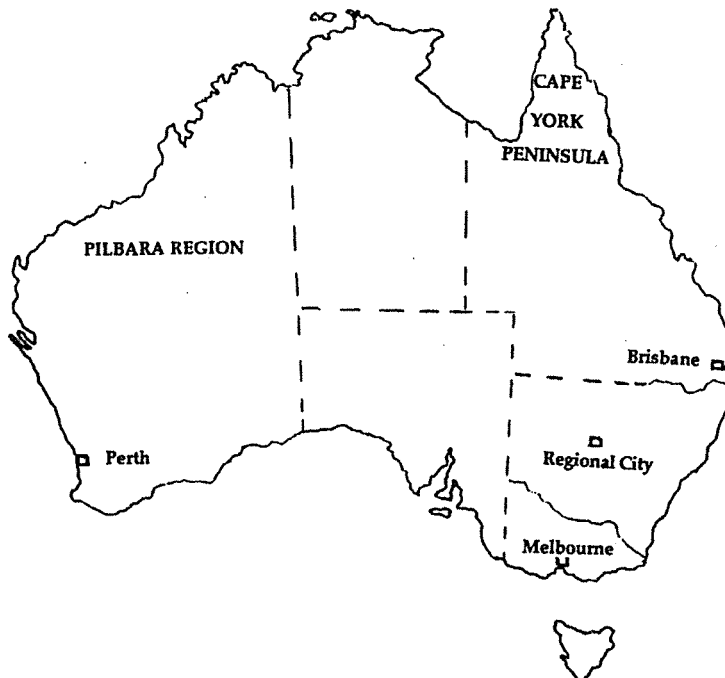 CAPE
YORK
PENINSULA
PILBARA REGION
Brisbane
Perth
Regional City
Melbourne